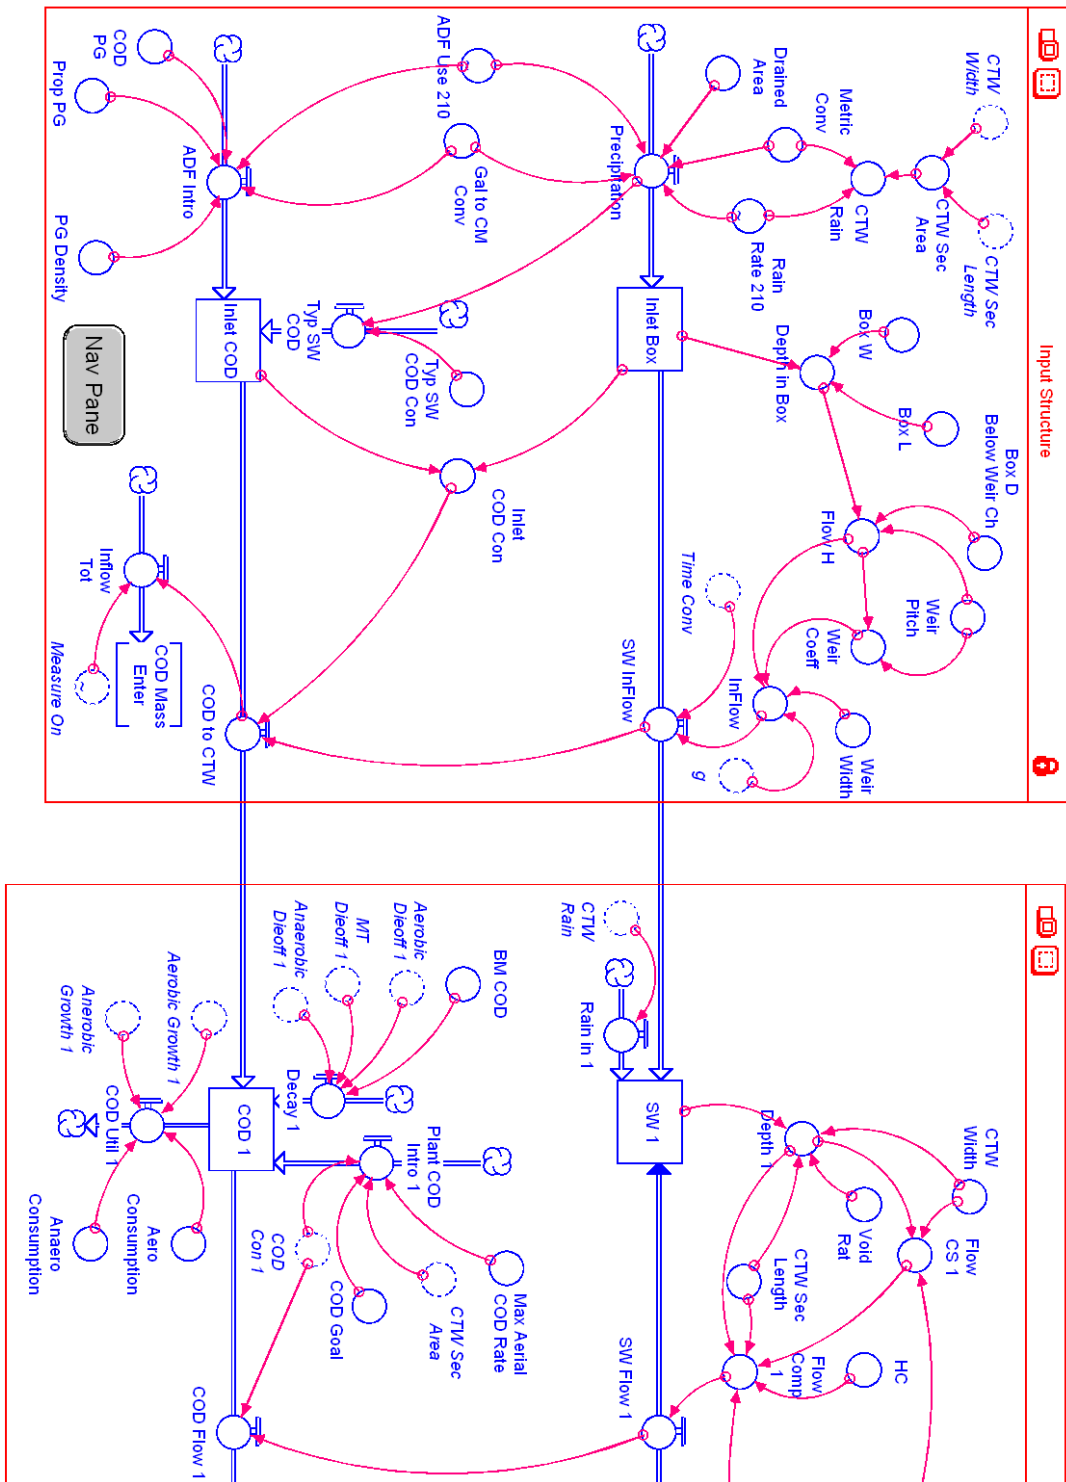 Input Structure
CTW
Width
CTW Sec
Length
CTW Sec
Area
Metric
Conv
CTW
Rain
Drained
Area
Rain
Rate 210
ADF Use 210
Precipitation
Gal to CM
Conv
COD
PG
Prop PG
ADF Intro
PG Density
Box W
Box L
Depth in Box
Inlet Box
Typ SW
COD
Typ SW
COD Con
Inlet COD
Nav Pane
Box D
Below Weir Ch
Flow H
Weir
Pitch
Weir
Coeff
InFlow
Weir
Width
g
Time Conv
SW InFlow
Inlet
COD Con
COD to CTW
Inflow
Tot
COD Mass
Enter
Measure On
CTW
Rain
Rain in 1
SW 1
Depth 1
CTW
Width
Void
Rat
Flow
CS 1
CTW Sec
Length
Flow
Comp
1
HC
SW Flow 1
BM COD
Aerobic
Dieoff 1
MT
Dieoff 1
Anaerobic
Dieoff 1
Decay 1
Plant COD
Intro 1
Max Aerial
COD Rate
CTW Sec
Area
COD Goal
COD
Con 1
COD 1
Aerobic Growth 1
Anerobic
Growth 1
COD Util 1
Aero
Consumption
Anaero
Consumption
COD Flow 1